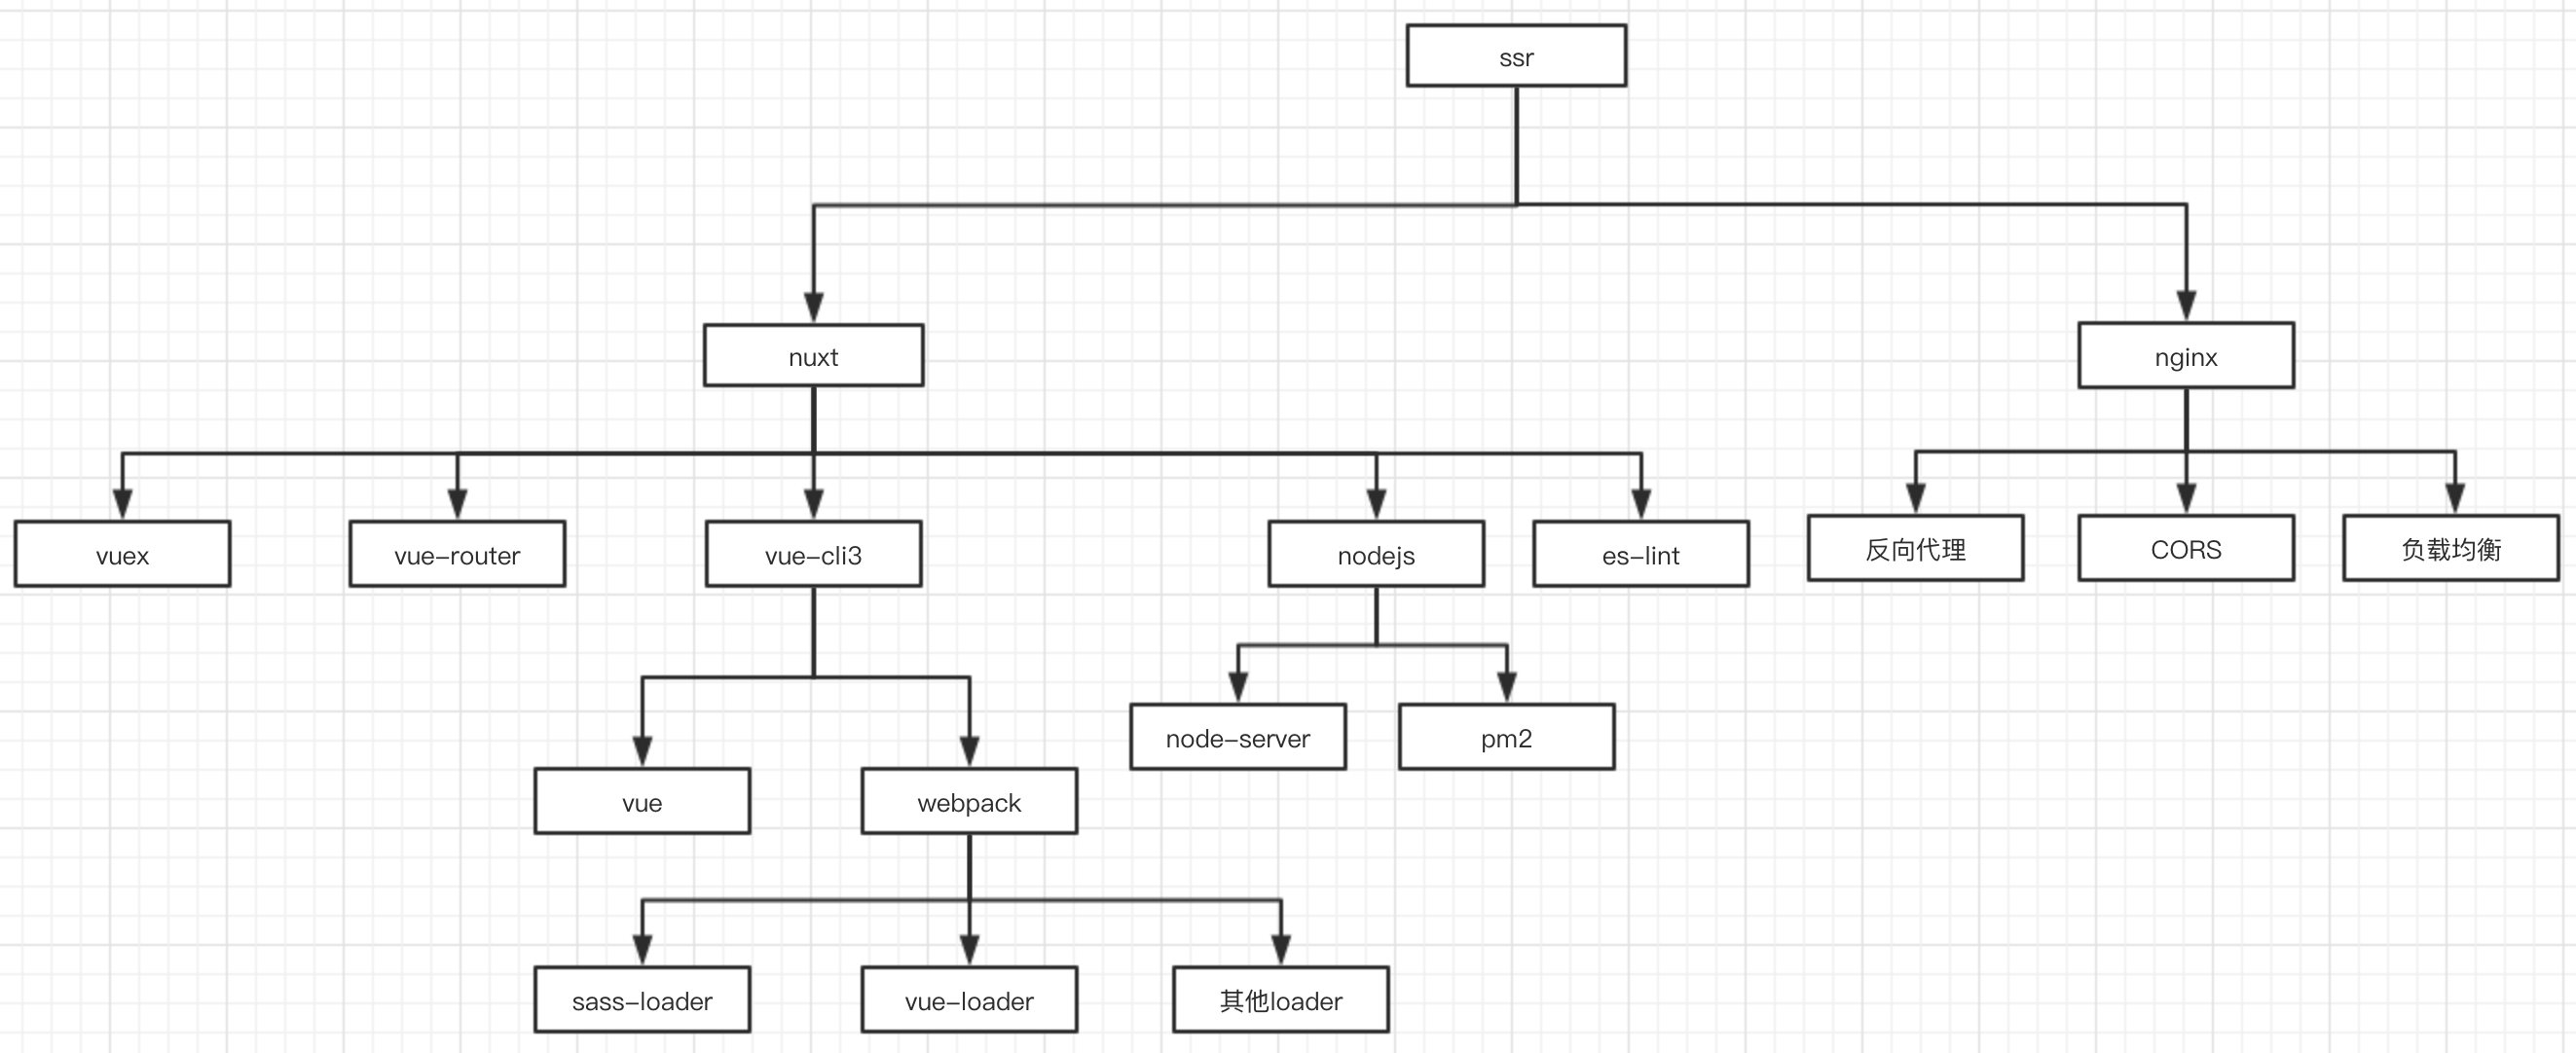 ssr
nuxt
nginx
vuex
vue-router
vue-cli3
nodejs
es-lint
反向代理
CORS
负载均衡
node-server
pm2
vue
webpack
sass-loader
vue-loader
其他loader